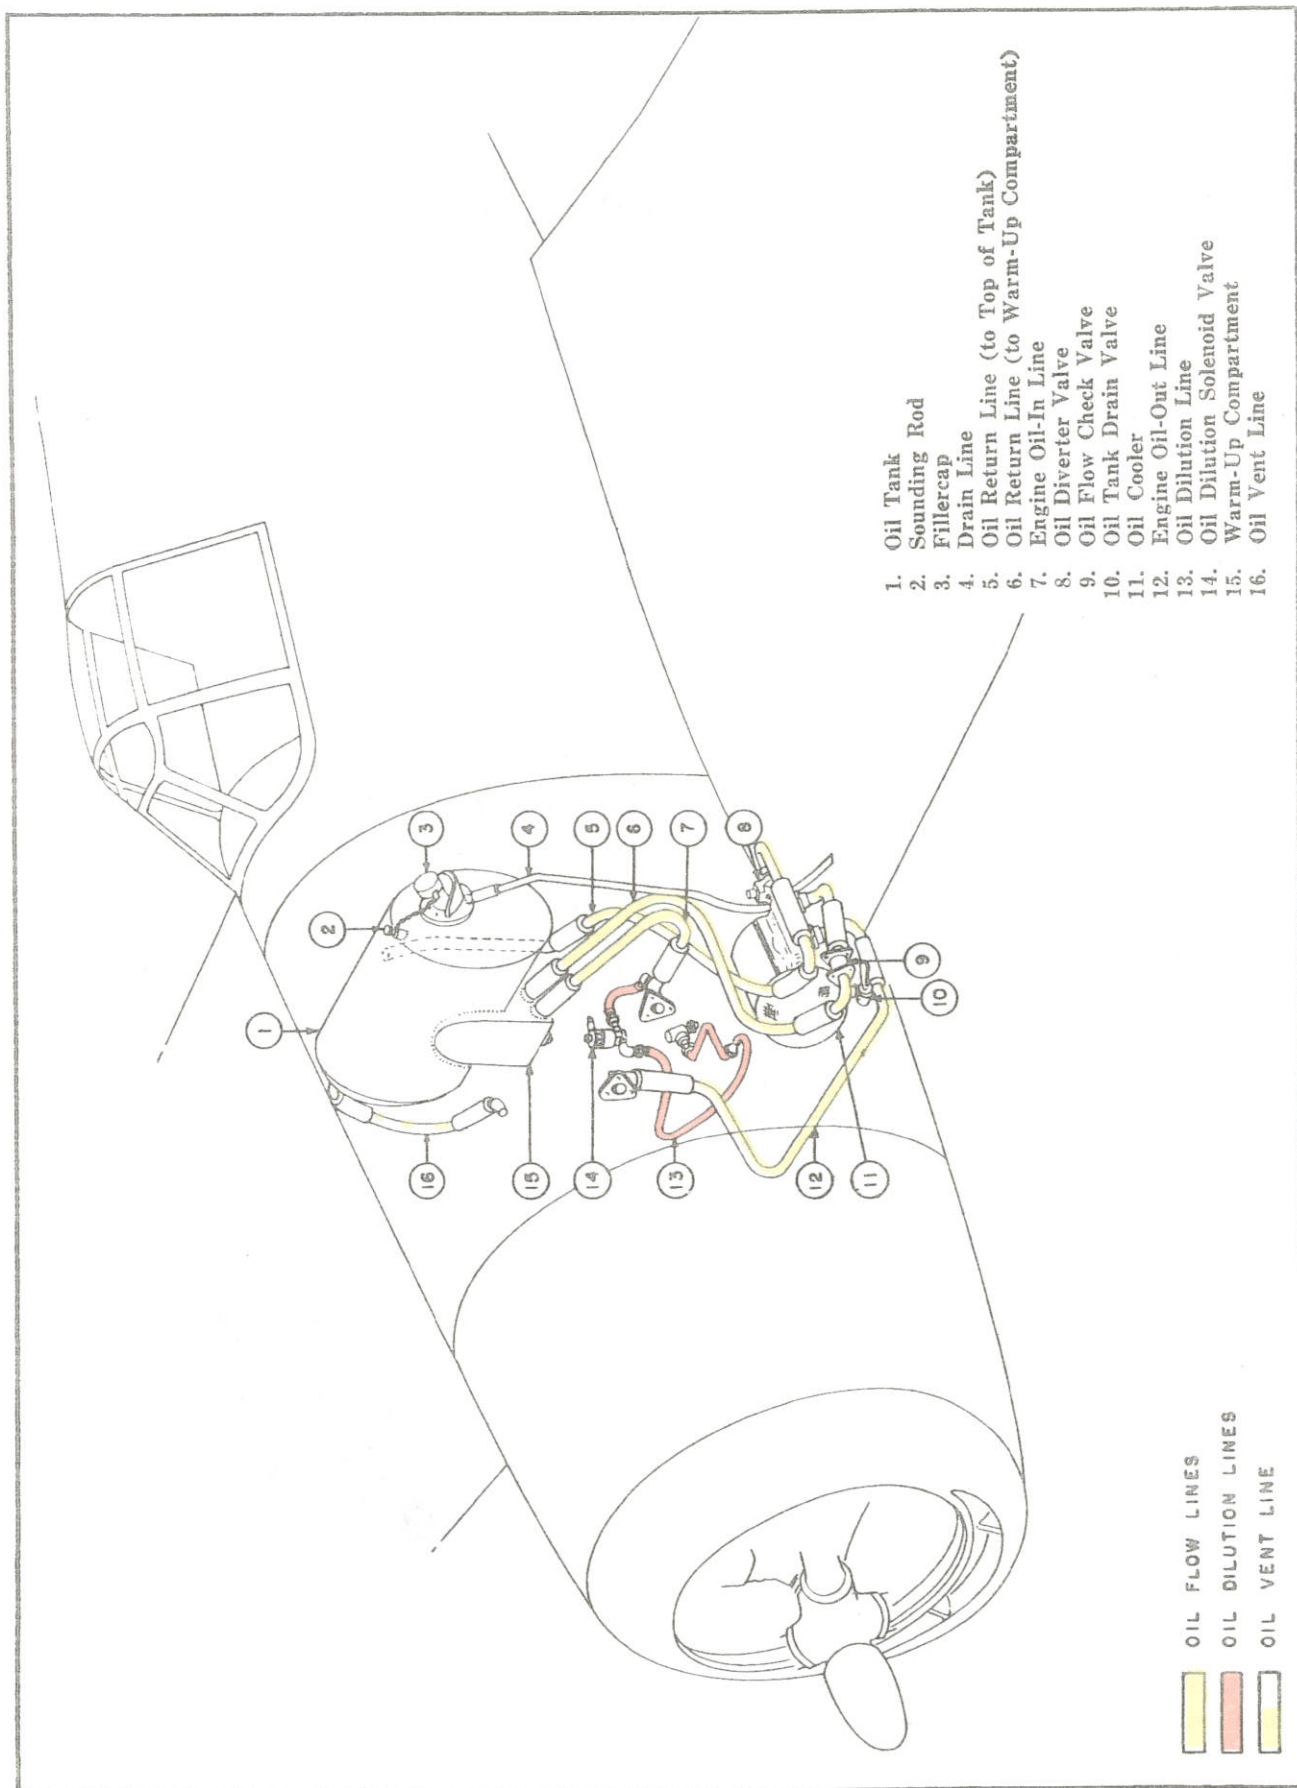 1
2
3
4
5
6
7
8
9
10
11
12
13
14
15
16
1. Oil Tank
2. Sounding Rod
3. Fillercap
4. Drain Line
5. Oil Return Line (to Top of Tank)
6. Oil Return Line (to Warm-Up Compartment)
7. Engine Oil-In Line
8. Oil Diverter Valve
9. Oil Flow Check Valve
10. Oil Tank Drain Valve
11. Oil Cooler
12. Engine Oil-Out Line
13. Oil Dilution Line
14. Oil Dilution Solenoid Valve
15. Warm-Up Compartment
16. Oil Vent Line
OIL FLOW LINES
OIL DILUTION LINES
OIL VENT LINE